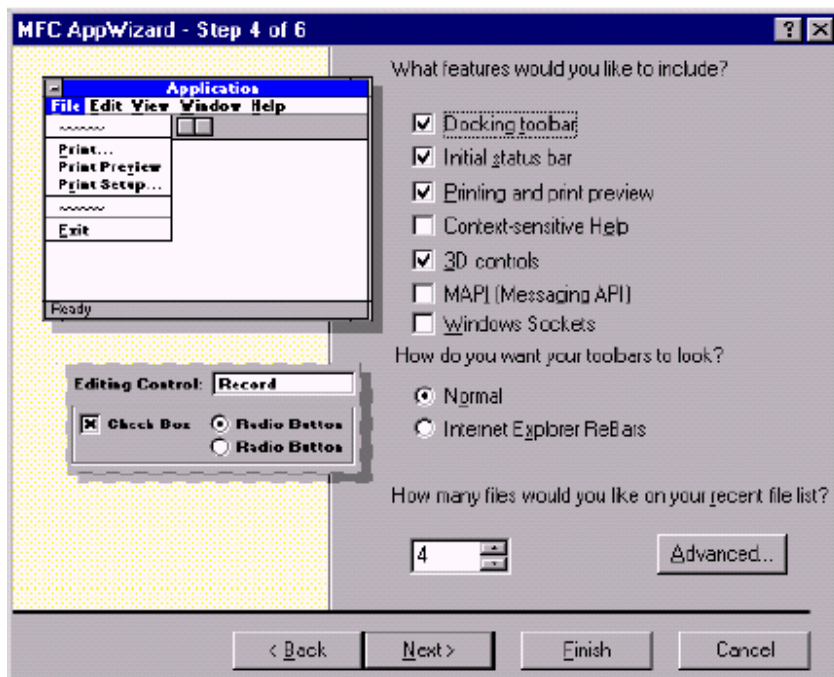 MFC AppWizard - Step 4 of 6
Application
File Edit View Window Help
Print...
Print Preview
Print Setup...
Exit
Ready
Editing Control: Record
Check Box
Radio Button
Radio Button
What features would you like to include?
Docking toolbar
Initial status bar
Printing and print preview
Context-sensitive Help
3D controls
MAPI (Messaging API)
Windows Sockets
How do you want your toolbars to look?
Normal
Internet Explorer ReBars
How many files would you like on your recent file list?
4
Advanced...
< Back
Next >
Finish
Cancel